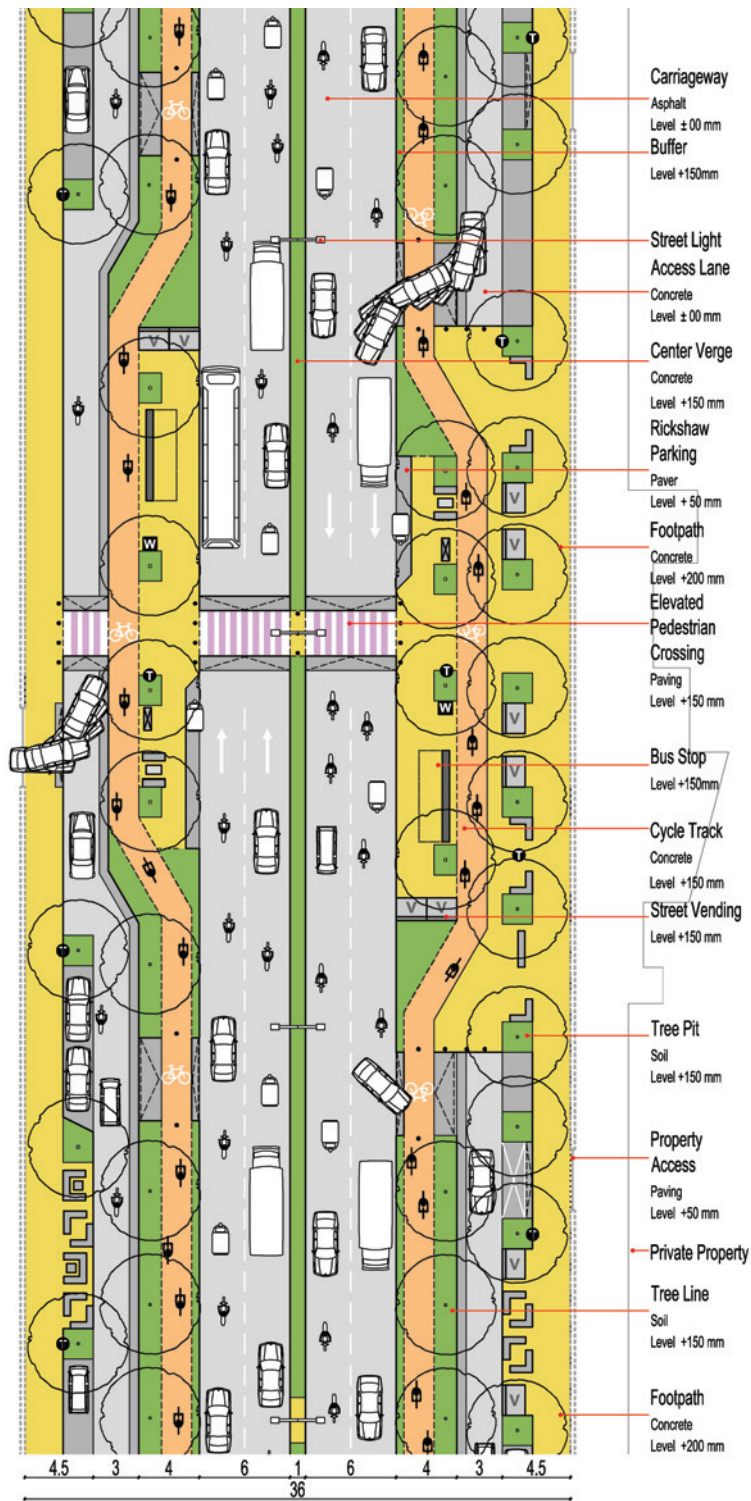 Carriageway
Asphalt
Level ± 00 mm
Buffer
Level +150mm
Street Light
Access Lane
Concrete
Level ± 00 mm
Center Verge
Concrete
Level +150 mm
Rickshaw
Parking
Paver
Level + 50 mm
Footpath
Concrete
Level +200 mm
Elevated
Pedestrian
Crossing
Paving
Level +150 mm
Bus Stop
Level +150mm
Cycle Track
Concrete
Level +150 mm
Street Vending
Level +150 mm
Tree Pit
Soil
Level +150 mm
Property
Access
Paving
Level +50 mm
Private Property
Tree Line
Soil
Level +150 mm
Footpath
Concrete
Level +200 mm
T
T
T
V V
V
W
V
T
T
W
V
V
T
V V
T
T
V
T
V
4.5 3 4 6 1 6 4 3 4.5
36